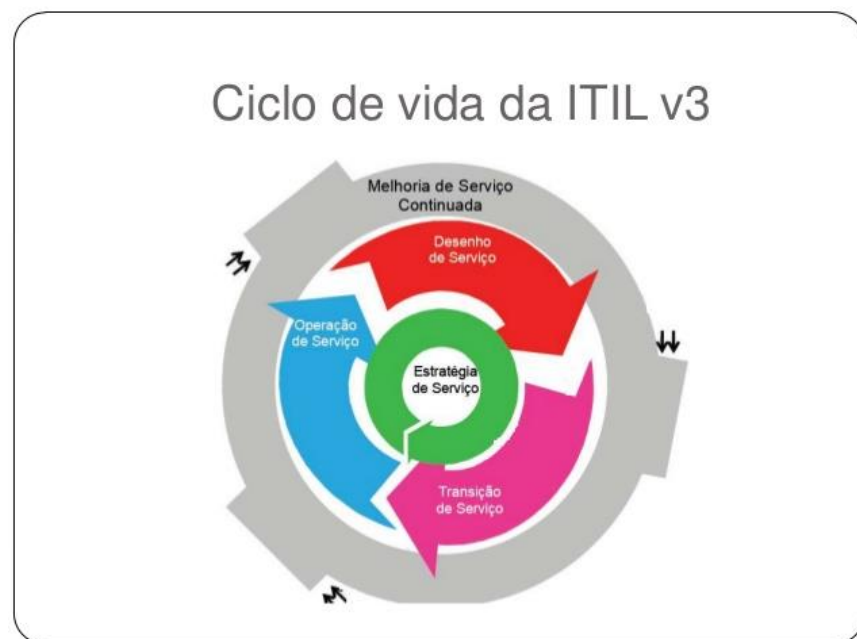 Ciclo de vida da ITIL v3
Melhoria de Serviço
Continuada
Desenho
de Serviço
Operação
de Serviço
Estratégia
de Serviço
Transição
de Serviço